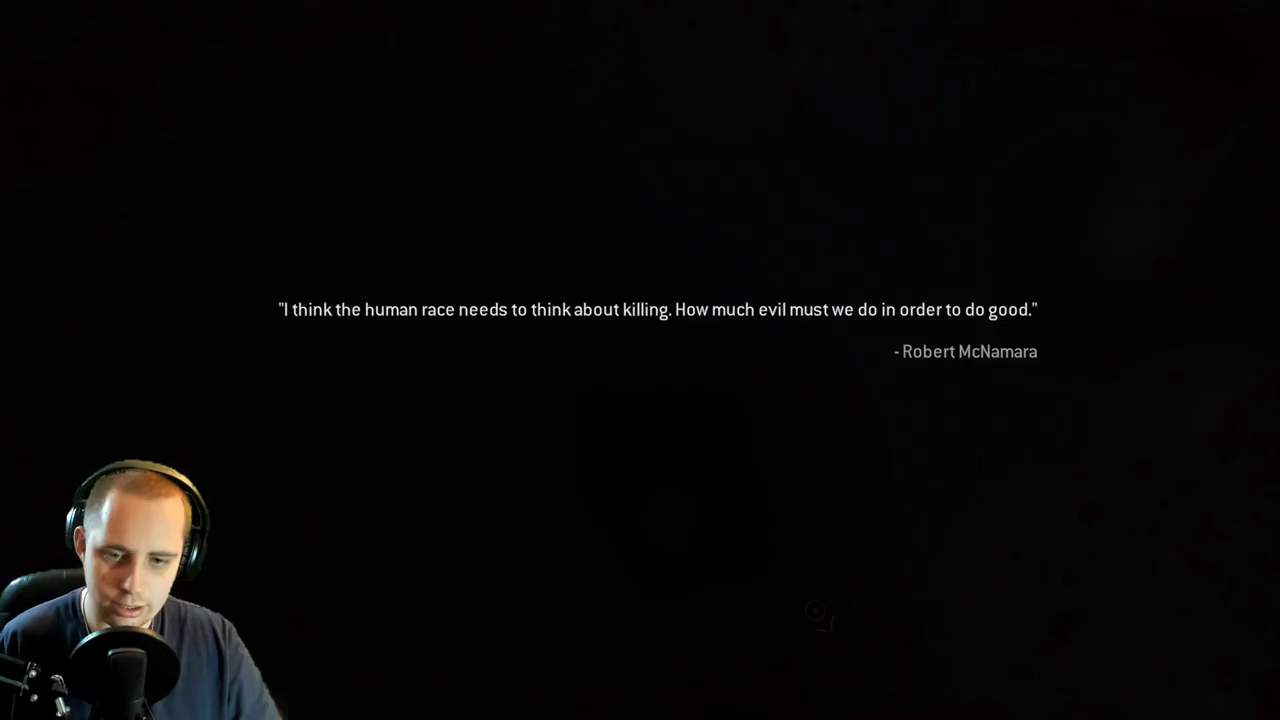 "I think the human race needs to think about killing. How much evil must we do in order to do good."
- Robert McNamara